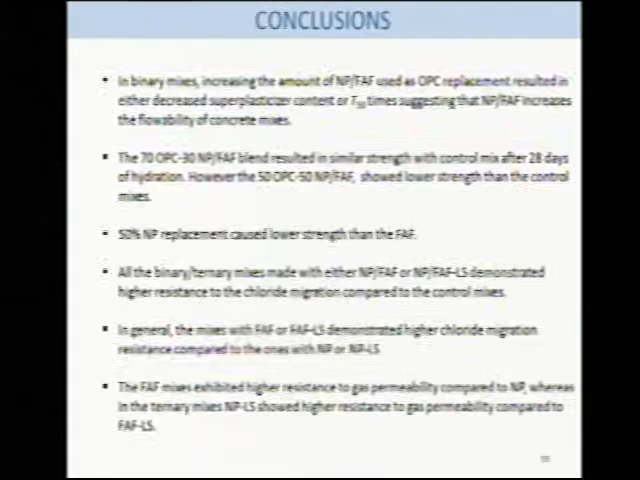 CONCLUSIONS
• In binary mixes, increasing the amount of NP/FAF used as OPC replacement resulted in
either decreased superplasticizer content or T50 times suggesting that NP/FAF increases
the flowability of concrete mixes.
• The 70 OPC-30 NP/FAF blend resulted in similar strength with control mix after 28 days
of hydration. However the 50 OPC-50 NP/FAF, showed lower strength than the control
mixes.
• 50% NP replacement caused lower strength than the FAF.
• All the binary/ternary mixes made with either NP/FAF or NP/FAF-LS demonstrated
higher resistance to the chloride migration compared to the control mixes.
• In general, the mixes with FAF or FAF-LS demonstrated higher chloride migration
resistance compared to the ones with NP or NP-LS.
• The FAF mixes exhibited higher resistance to gas permeability compared to NP, whereas
in the ternary mixes NP-LS showed higher resistance to gas permeability compared to
FAF-LS.